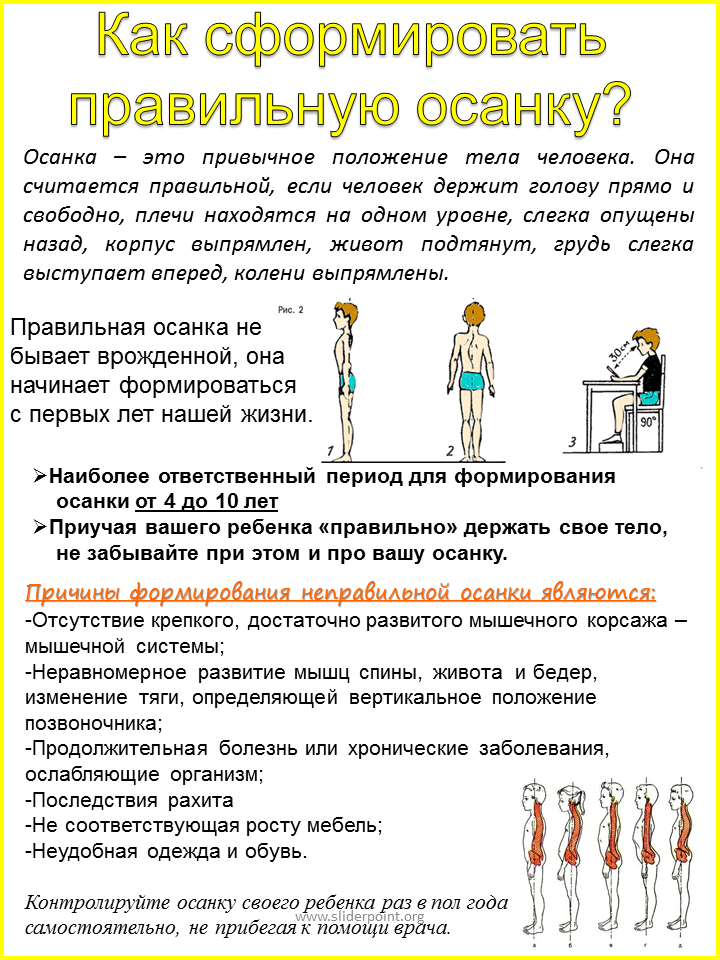 Как сформировать
правильную осанку?
Осанка – это привычное положение тела человека. Она
считается правильной, если человек держит голову прямо и
свободно, плечи находятся на одном уровне, слегка опущены
назад, корпус выпрямлен, живот подтянут, грудь слегка
выступает вперед, колени выпрямлены.
Рис. 2
Правильная осанка не
бывает врожденной, она
начинает формироваться
с первых лет нашей жизни.
30см
90°
1
2
3
➢Наиболее ответственный период для формирования
осанки от 4 до 10 лет
➢Приучая вашего ребенка «правильно» держать свое тело,
не забывайте при этом и про вашу осанку.
Причины формирования неправильной осанки являются:
-Отсутствие крепкого, достаточно развитого мышечного корсажа –
мышечной системы;
-Неравномерное развитие мышц спины, живота и бедер,
изменение тяги, определяющей вертикальное положение
позвоночника;
-Продолжительная болезнь или хронические заболевания,
ослабляющие организм;
-Последствия рахита
-Не соответствующая росту мебель;
-Неудобная одежда и обувь.
Контролируйте осанку своего ребенка раз в пол года
www.sliderpoint.org
самостоятельно, не прибегая к помощи врача.
а б в г д